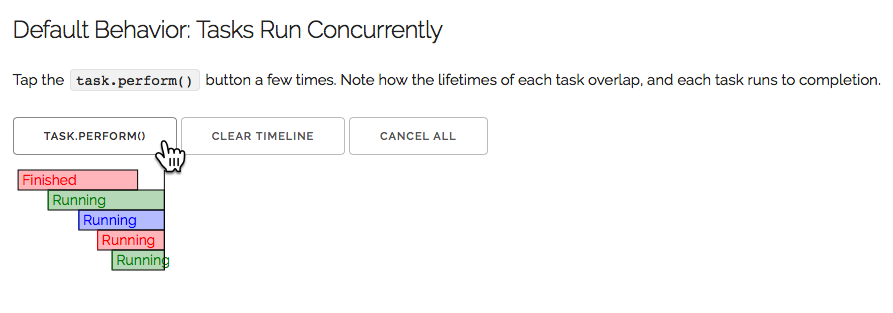 Default Behavior: Tasks Run Concurrently
Tap the task.perform() button a few times. Note how the lifetimes of each task overlap, and each task runs to completion.
TASK.PERFORM() CLEAR TIMELINE CANCEL ALL
Finished
Running
Running
Running
Running